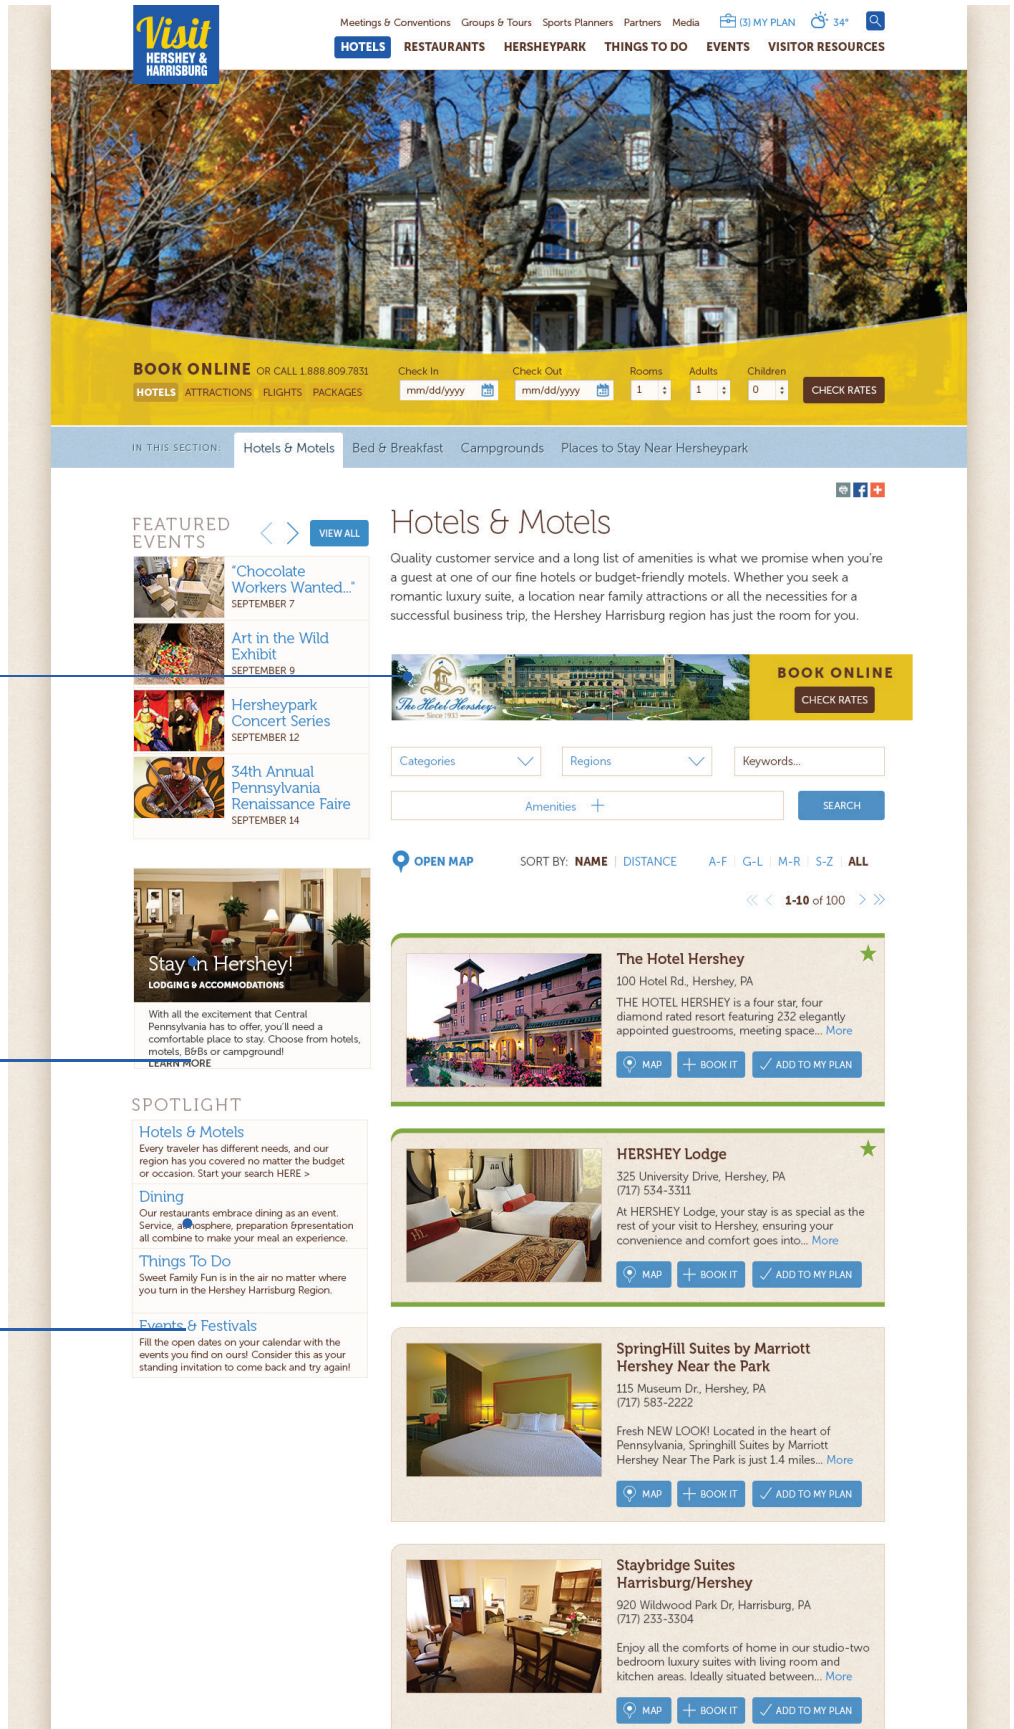 Visit
HERSHEY &
HARRISBURG
Meetings & Conventions Groups & Tours Sports Planners Partners Media (3) MY PLAN 34°
HOTELS RESTAURANTS HERSHEYPARK THINGS TO DO EVENTS VISITOR RESOURCES
BOOK ONLINE OR CALL 1.888.809.7831
HOTELS ATTRACTIONS FLIGHTS PACKAGES
Check In Check Out Rooms Adults Children
mm/dd/yyyy mm/dd/yyyy 1 1 0 CHECK RATES
IN THIS SECTION: Hotels & Motels Bed & Breakfast Campgrounds Places to Stay Near Hersheypark
FEATURED
EVENTS
VIEW ALL
"Chocolate
Workers Wanted..."
SEPTEMBER 7
Art in the Wild
Exhibit
SEPTEMBER 9
Hersheypark
Concert Series
SEPTEMBER 12
34th Annual
Pennsylvania
Renaissance Faire
SEPTEMBER 14
Stay in Hershey!
LODGING & ACCOMMODATIONS
With all the excitement that Central
Pennsylvania has to offer, you'll need a
comfortable place to stay. Choose from hotels,
motels, B&Bs or campground!
LEARN MORE
SPOTLIGHT
Hotels & Motels
Every traveler has different needs, and our
region has you covered no matter the budget
or occasion. Start your search HERE >
Dining
Our restaurants embrace dining as an event.
Service, atmosphere, preparation &presentation
all combine to make your meal an experience.
Things To Do
Sweet Family Fun is in the air no matter where
you turn in the Hershey Harrisburg Region.
Events & Festivals
Fill the open dates on your calendar with the
events you find on ours! Consider this as your
standing invitation to come back and try again!
Hotels & Motels
Quality customer service and a long list of amenities is what we promise when you're
a guest at one of our fine hotels or budget-friendly motels. Whether you seek a
romantic luxury suite, a location near family attractions or all the necessities for a
successful business trip, the Hershey Harrisburg region has just the room for you.
The Hotel Hershey
Since 1933
BOOK ONLINE
CHECK RATES
Categories Regions Keywords...
Amenities SEARCH
OPEN MAP SORT BY: NAME | DISTANCE A-F | G-L | M-R | S-Z | ALL
1-10 of 100
The Hotel Hershey
100 Hotel Rd., Hershey, PA
THE HOTEL HERSHEY is a four star, four
diamond rated resort featuring 232 elegantly
appointed guestrooms, meeting space... More
MAP BOOK IT ADD TO MY PLAN
HERSHEY Lodge
325 University Drive, Hershey, PA
(717) 534-3311
At HERSHEY Lodge, your stay is as special as the
rest of your visit to Hershey, ensuring your
convenience and comfort goes into... More
MAP BOOK IT ADD TO MY PLAN
SpringHill Suites by Marriott
Hershey Near the Park
115 Museum Dr., Hershey, PA
(717) 583-2222
Fresh NEW LOOK! Located in the heart of
Pennsylvania, Springhill Suites by Marriott
Hershey Near The Park is just 1.4 miles... More
MAP BOOK IT ADD TO MY PLAN
Staybridge Suites
Harrisburg/Hershey
920 Wildwood Park Dr, Harrisburg, PA
(717) 233-3304
Enjoy all the comforts of home in our studio-two
bedroom luxury suites with living room and
kitchen areas. Ideally situated between... More
MAP BOOK IT ADD TO MY PLAN